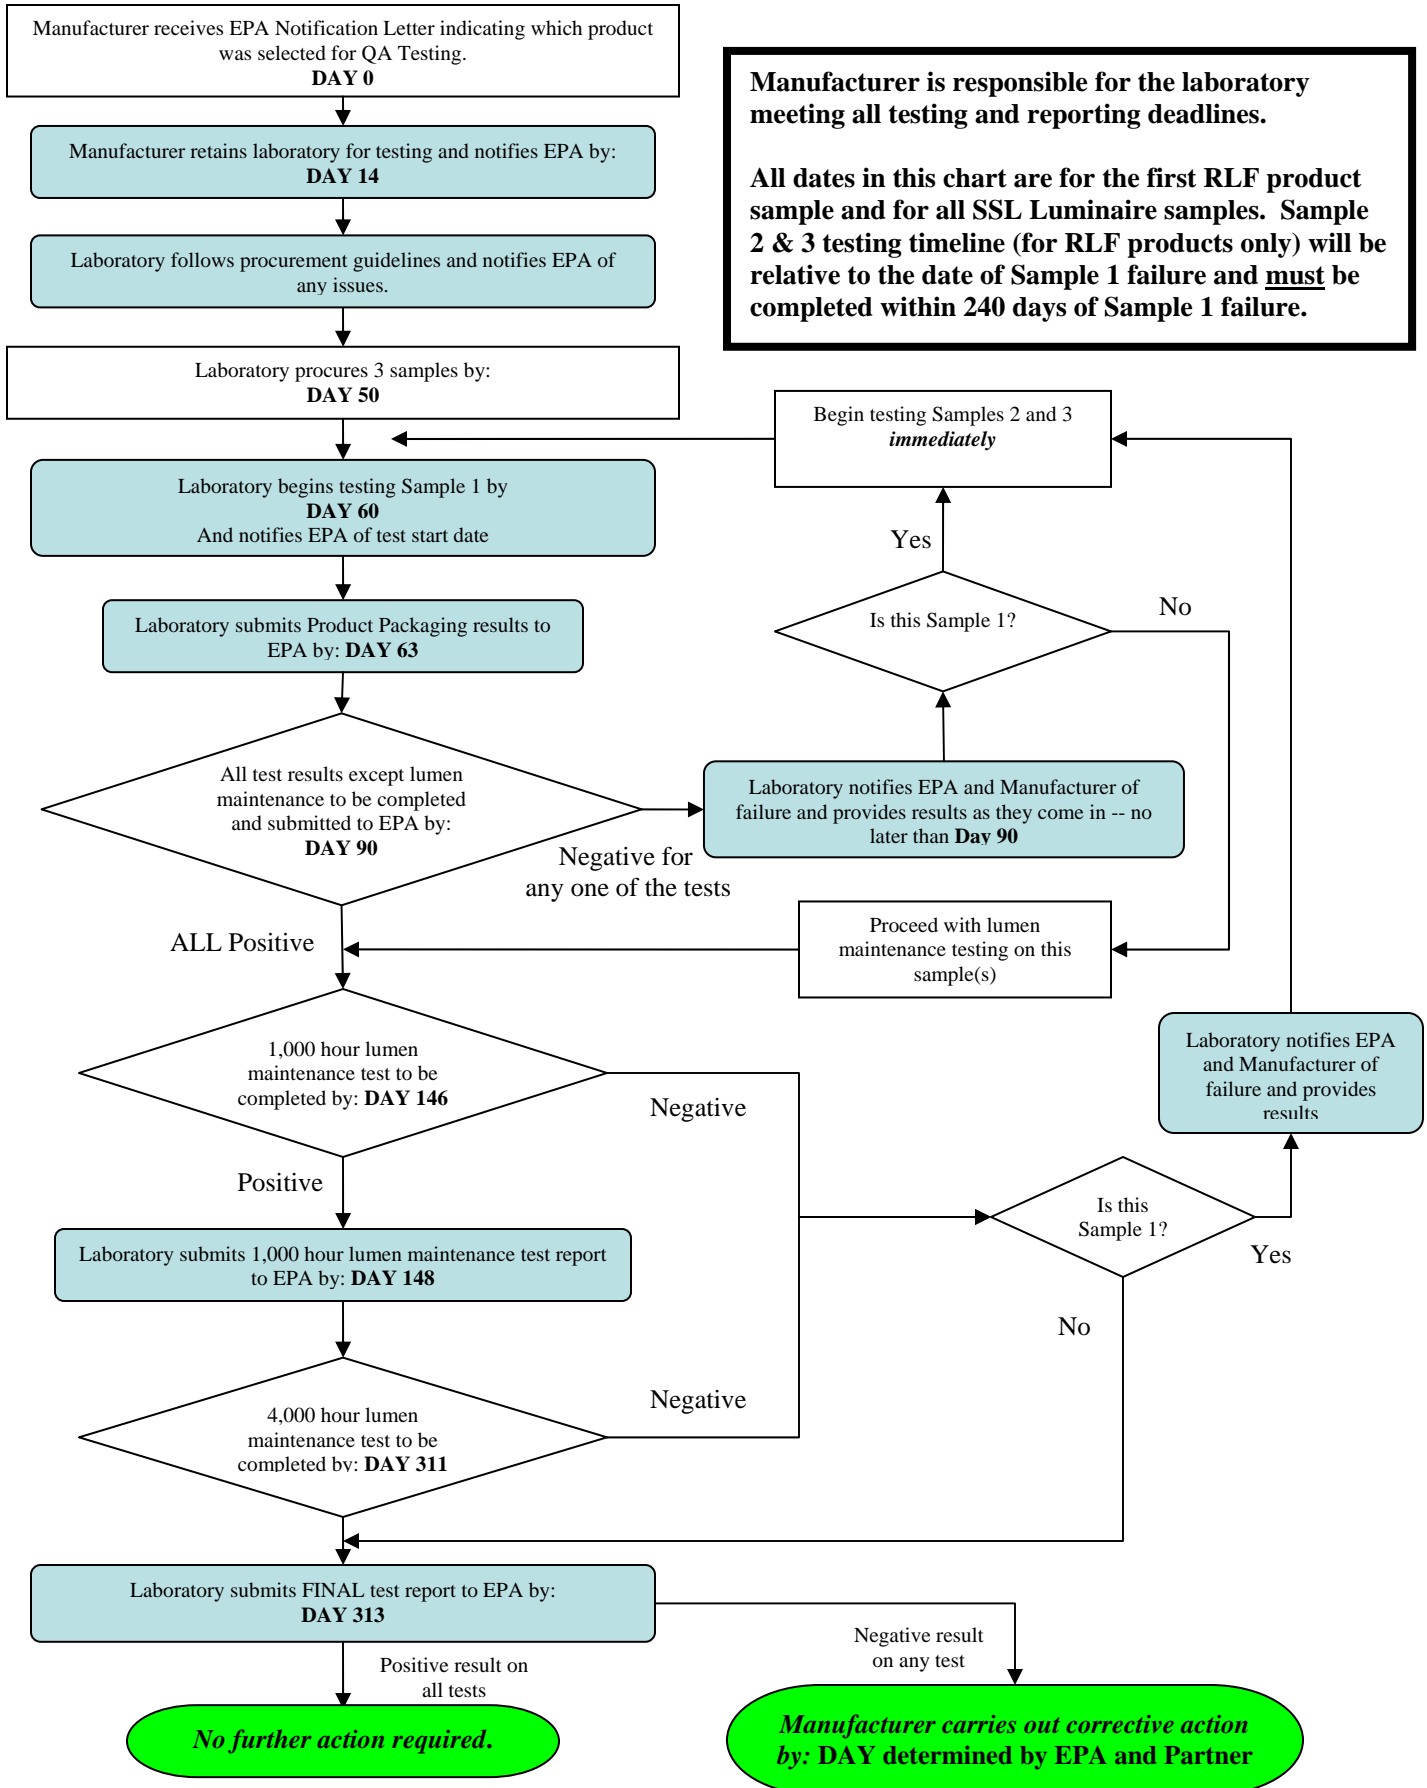 Manufacturer receives EPA Notification Letter indicating which product
was selected for QA Testing.
DAY 0
Manufacturer is responsible for the laboratory
meeting all testing and reporting deadlines.
All dates in this chart are for the first RLF product
sample and for all SSL Luminaire samples. Sample
2 & 3 testing timeline (for RLF products only) will be
relative to the date of Sample 1 failure and must be
completed within 240 days of Sample 1 failure.
Manufacturer retains laboratory for testing and notifies EPA by:
DAY 14
Laboratory follows procurement guidelines and notifies EPA of
any issues.
Laboratory procures 3 samples by:
DAY 50
Begin testing Samples 2 and 3
immediately
Laboratory begins testing Sample 1 by
DAY 60
And notifies EPA of test start date
Yes
Laboratory submits Product Packaging results to
EPA by: DAY 63
Is this Sample 1?
No
All test results except lumen
maintenance to be completed
and submitted to EPA by:
DAY 90
Negative for
any one of the tests
Laboratory notifies EPA and Manufacturer of
failure and provides results as they come in -- no
later than Day 90
ALL Positive
Proceed with lumen
maintenance testing on this
sample(s)
1,000 hour lumen
maintenance test to be
completed by: DAY 146
Negative
Laboratory notifies EPA
and Manufacturer of
failure and provides
results
Positive
Is this
Sample 1?
Yes
No
Laboratory submits 1,000 hour lumen maintenance test report
to EPA by: DAY 148
4,000 hour lumen
maintenance test to be
completed by: DAY 311
Negative
Laboratory submits FINAL test report to EPA by:
DAY 313
Positive result on
all tests
Negative result
on any test
No further action required.
Manufacturer carries out corrective action
by: DAY determined by EPA and Partner